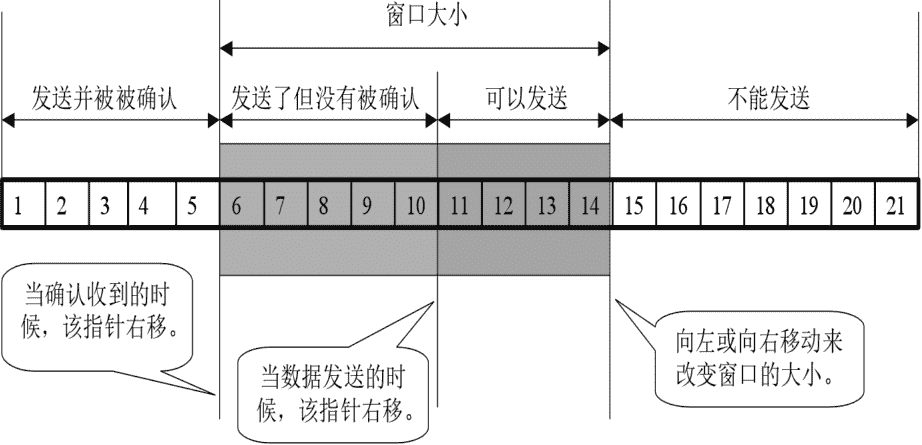 窗口大小
发送并被被确认
发送了但没有被确认
可以发送
不能发送
1 2 3 4 5 6 7 8 9 10 11 12 13 14 15 16 17 18 19 20 21
当确认收到的时
候，该指针右移。
当数据发送的时
候，该指针右移。
向左或向右移动来
改变窗口的大小。